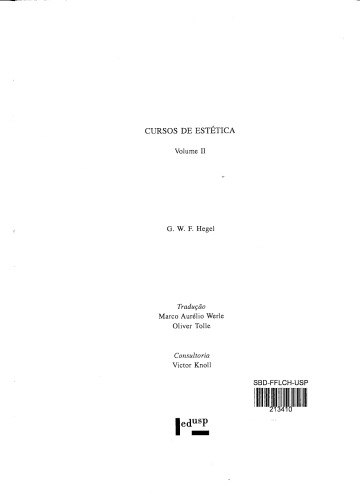 CURSOS DE ESTÉTICA
Volume II
G. W. F. Hegel
Tradução
Marco Aurélio Werle
Oliver Tolle
Consultoria
Victor Knoll
SBD-FFLCH-USP
213410
edusp